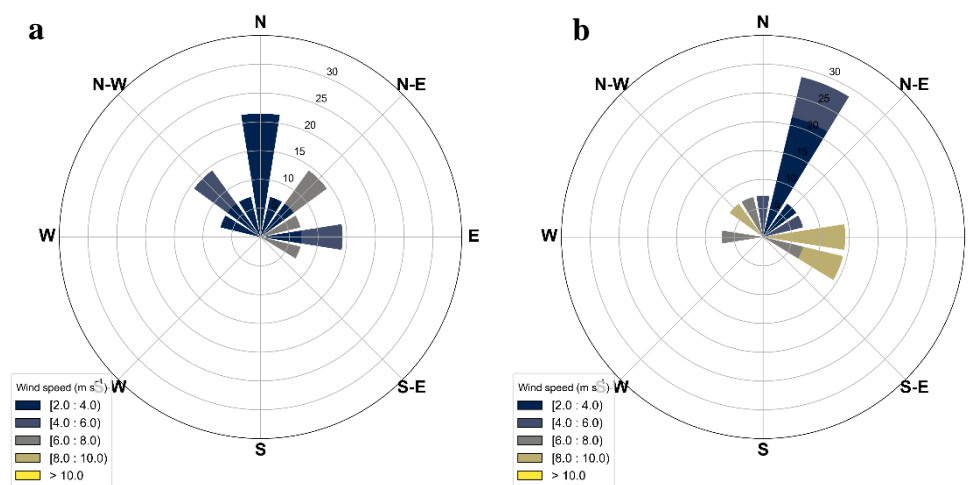 a
N
N-W
N-E
30
25
20
15
10
W
E
Wind speed (m s⁻¹)
S-W
S-E
[2.0 : 4.0)
[4.0 : 6.0)
[6.0 : 8.0)
[8.0 : 10.0)
> 10.0
S
b
N
N-W
N-E
30
25
20
15
10
W
E
Wind speed (m s⁻¹)
S-W
S-E
[2.0 : 4.0)
[4.0 : 6.0)
[6.0 : 8.0)
[8.0 : 10.0)
> 10.0
S